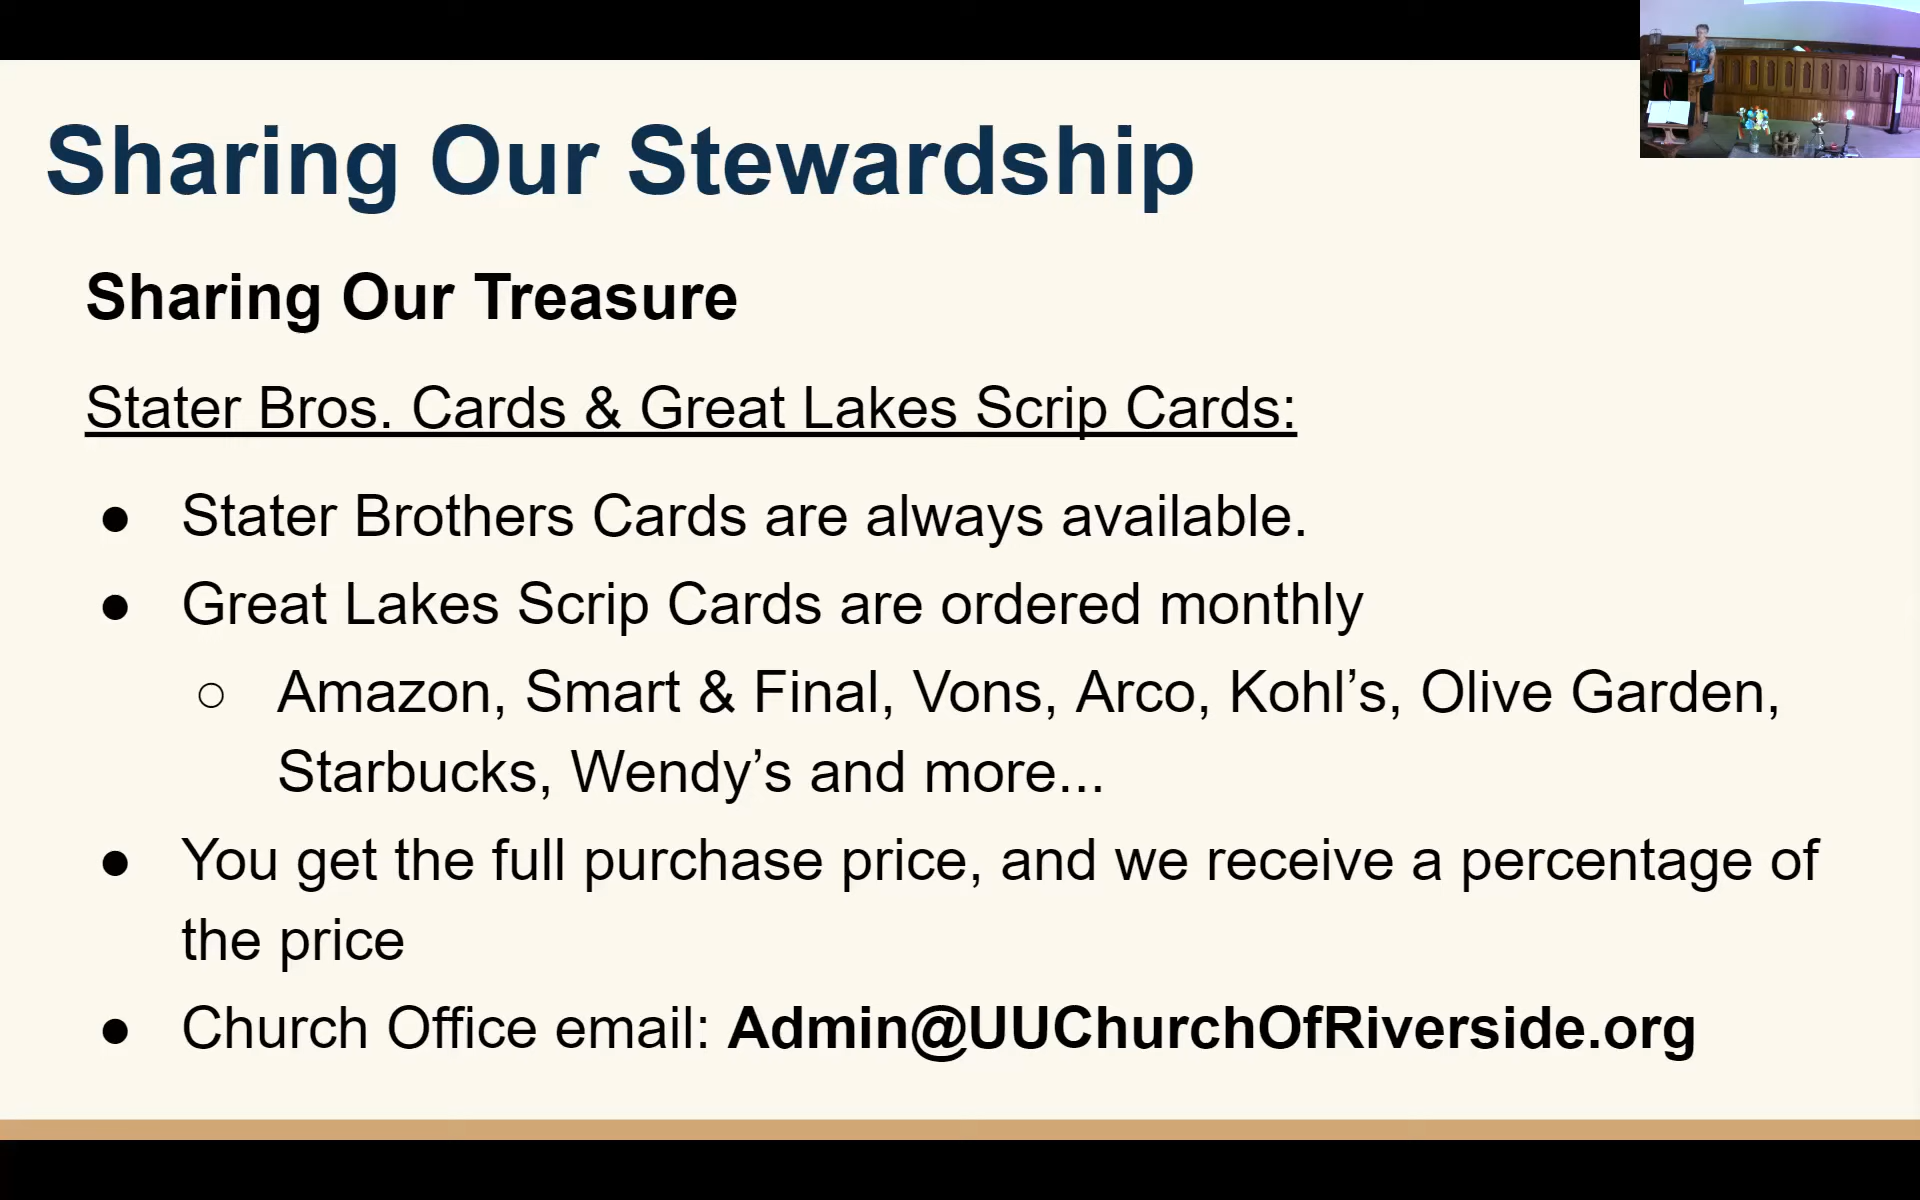 Sharing Our Stewardship
Sharing Our Treasure
Stater Bros. Cards & Great Lakes Scrip Cards:
● Stater Brothers Cards are always available.
● Great Lakes Scrip Cards are ordered monthly
○ Amazon, Smart & Final, Vons, Arco, Kohl’s, Olive Garden,
Starbucks, Wendy’s and more...
● You get the full purchase price, and we receive a percentage of
the price
● Church Office email: Admin@UUChurchOfRiverside.org